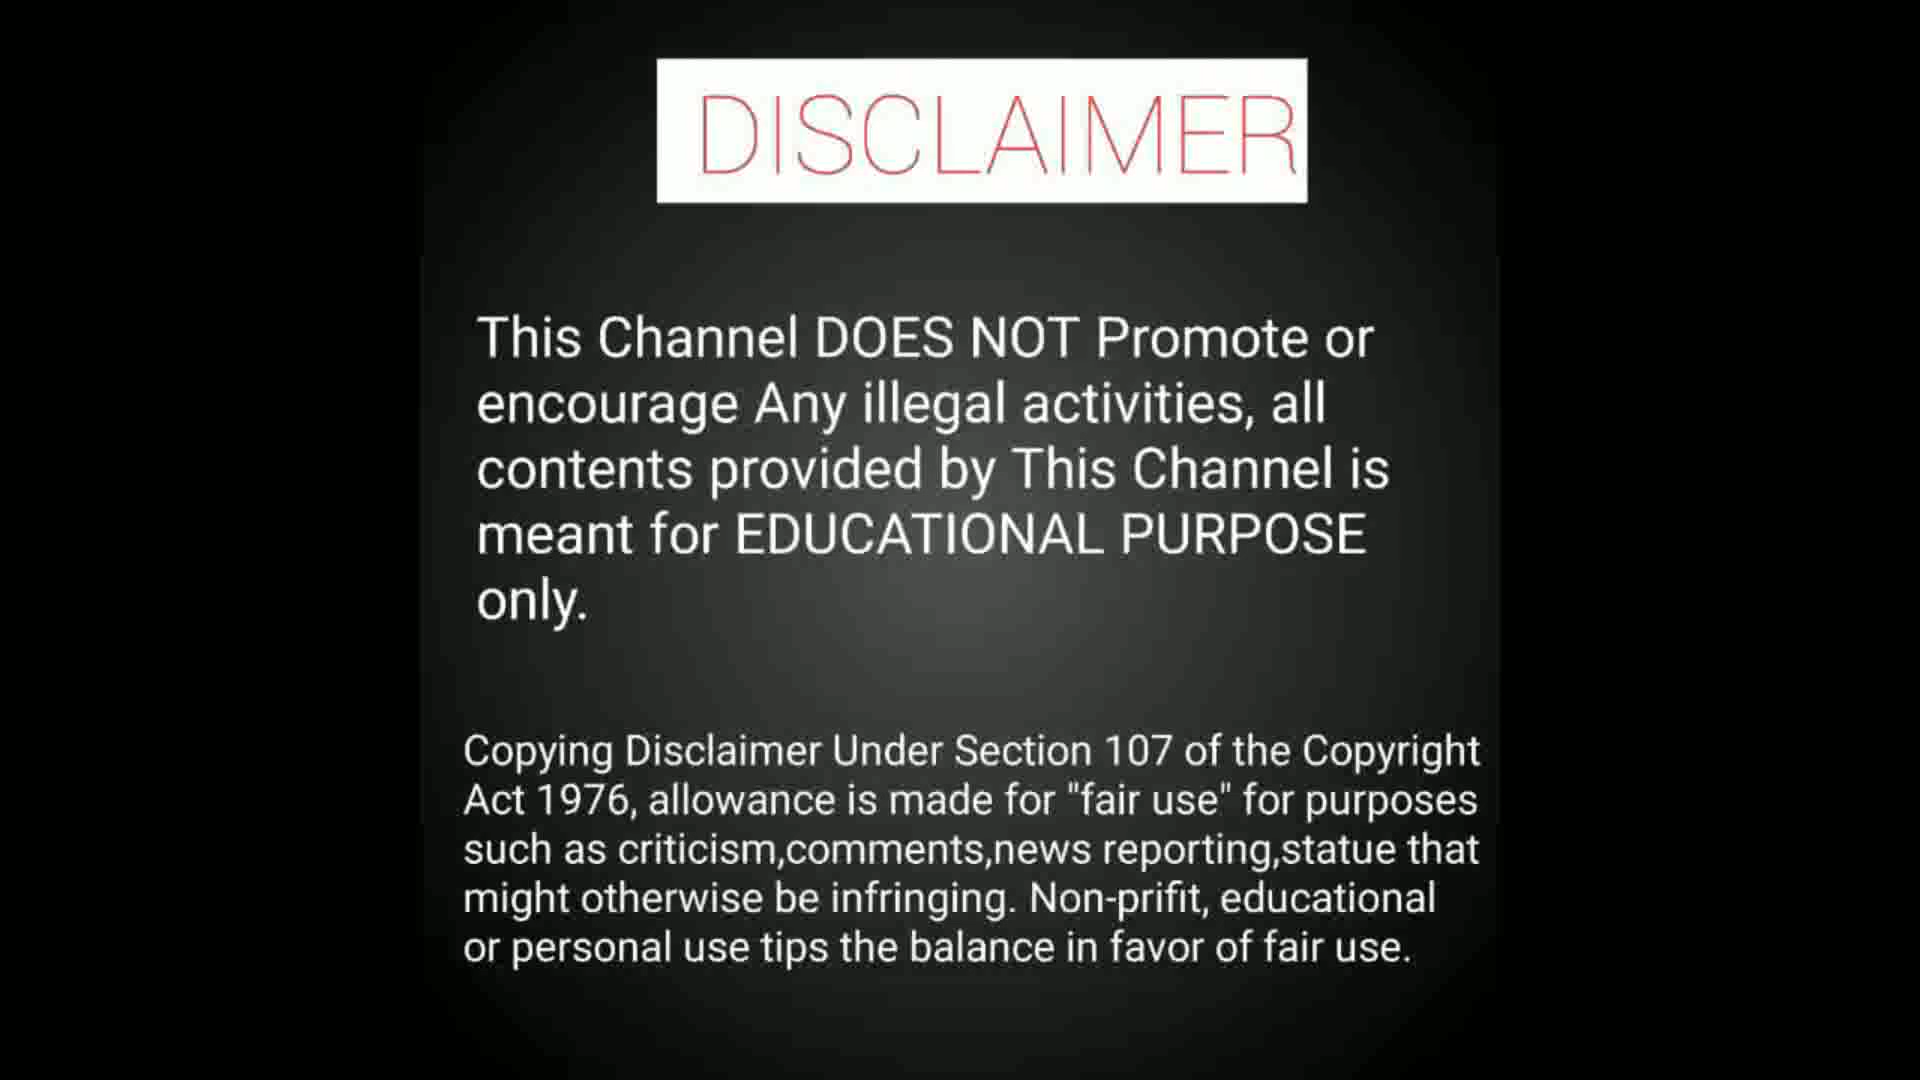 DISCLAIMER
This Channel DOES NOT Promote or
encourage Any illegal activities, all
contents provided by This Channel is
meant for EDUCATIONAL PURPOSE
only.
Copying Disclaimer Under Section 107 of the Copyright
Act 1976, allowance is made for "fair use" for purposes
such as criticism,comments,news reporting,statue that
might otherwise be infringing. Non-prifit, educational
or personal use tips the balance in favor of fair use.